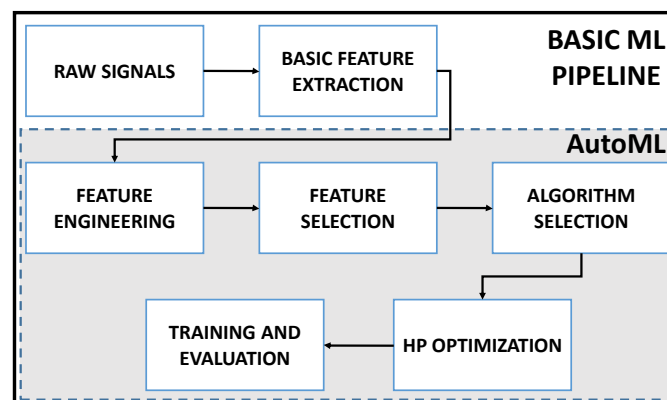 RAW SIGNALS
BASIC FEATURE
EXTRACTION
BASIC ML
PIPELINE
AutoML
FEATURE
ENGINEERING
FEATURE
SELECTION
ALGORITHM
SELECTION
TRAINING AND
EVALUATION
HP OPTIMIZATION